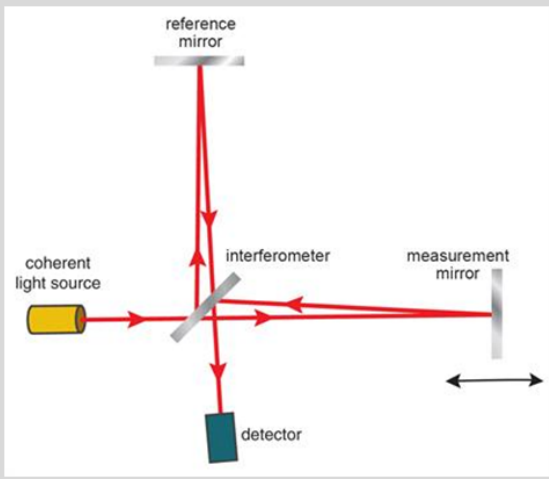 reference
mirror
interferometer
measurement
mirror
coherent
light source
detector